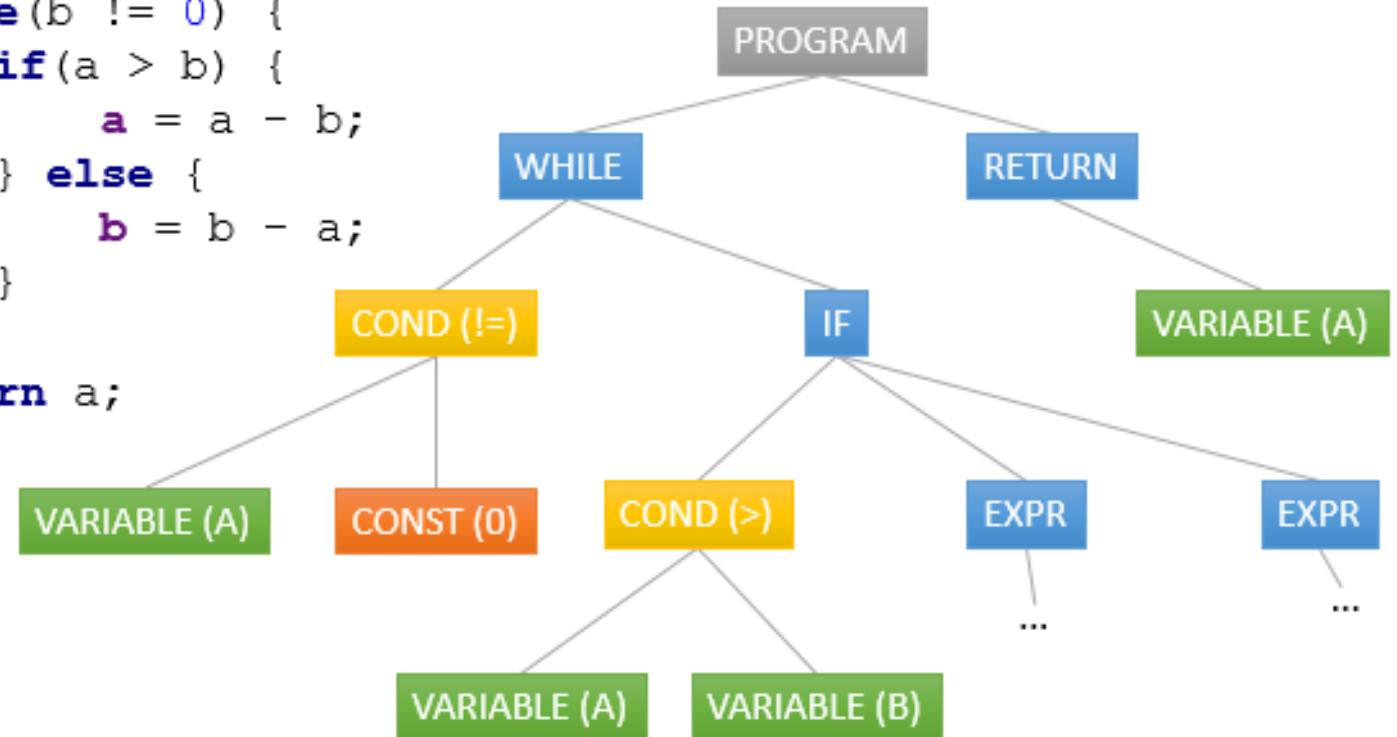 e(b != 0) {
if(a > b) {
a = a - b;
} else {
b = b - a;
}
rn a;
PROGRAM
WHILE
RETURN
COND (!=)
IF
VARIABLE (A)
VARIABLE (A)
CONST (0)
COND (>)
EXPR
EXPR
...
...
VARIABLE (A)
VARIABLE (B)